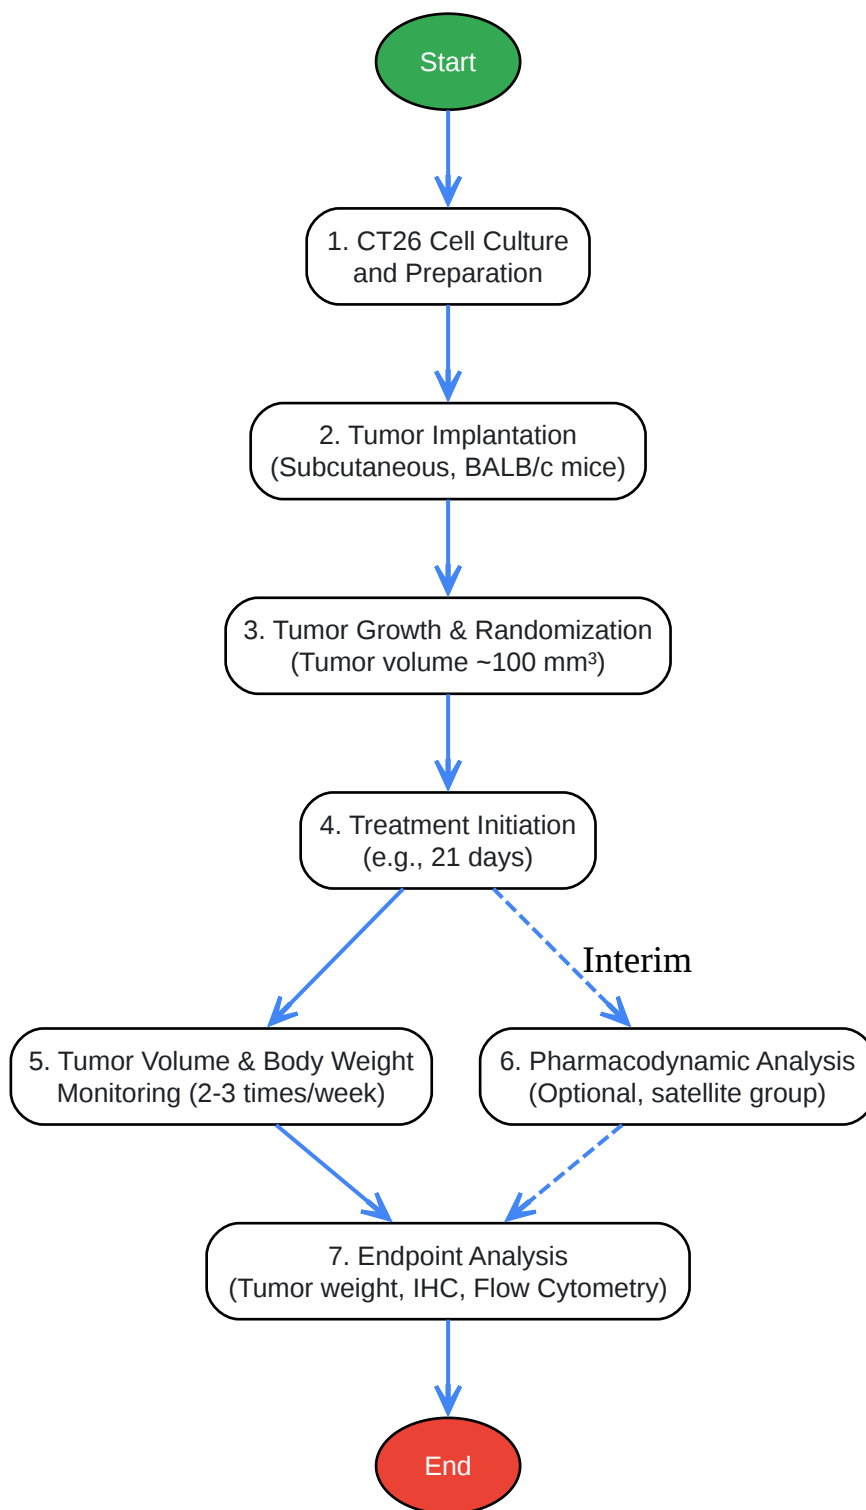 Start
1. CT26 Cell Culture
and Preparation
2. Tumor Implantation
(Subcutaneous, BALB/c mice)
3. Tumor Growth & Randomization
(Tumor volume ~100 mm³)
4. Treatment Initiation
(e.g., 21 days)
Interim
5. Tumor Volume & Body Weight
Monitoring (2-3 times/week)
6. Pharmacodynamic Analysis
(Optional, satellite group)
7. Endpoint Analysis
(Tumor weight, IHC, Flow Cytometry)
End